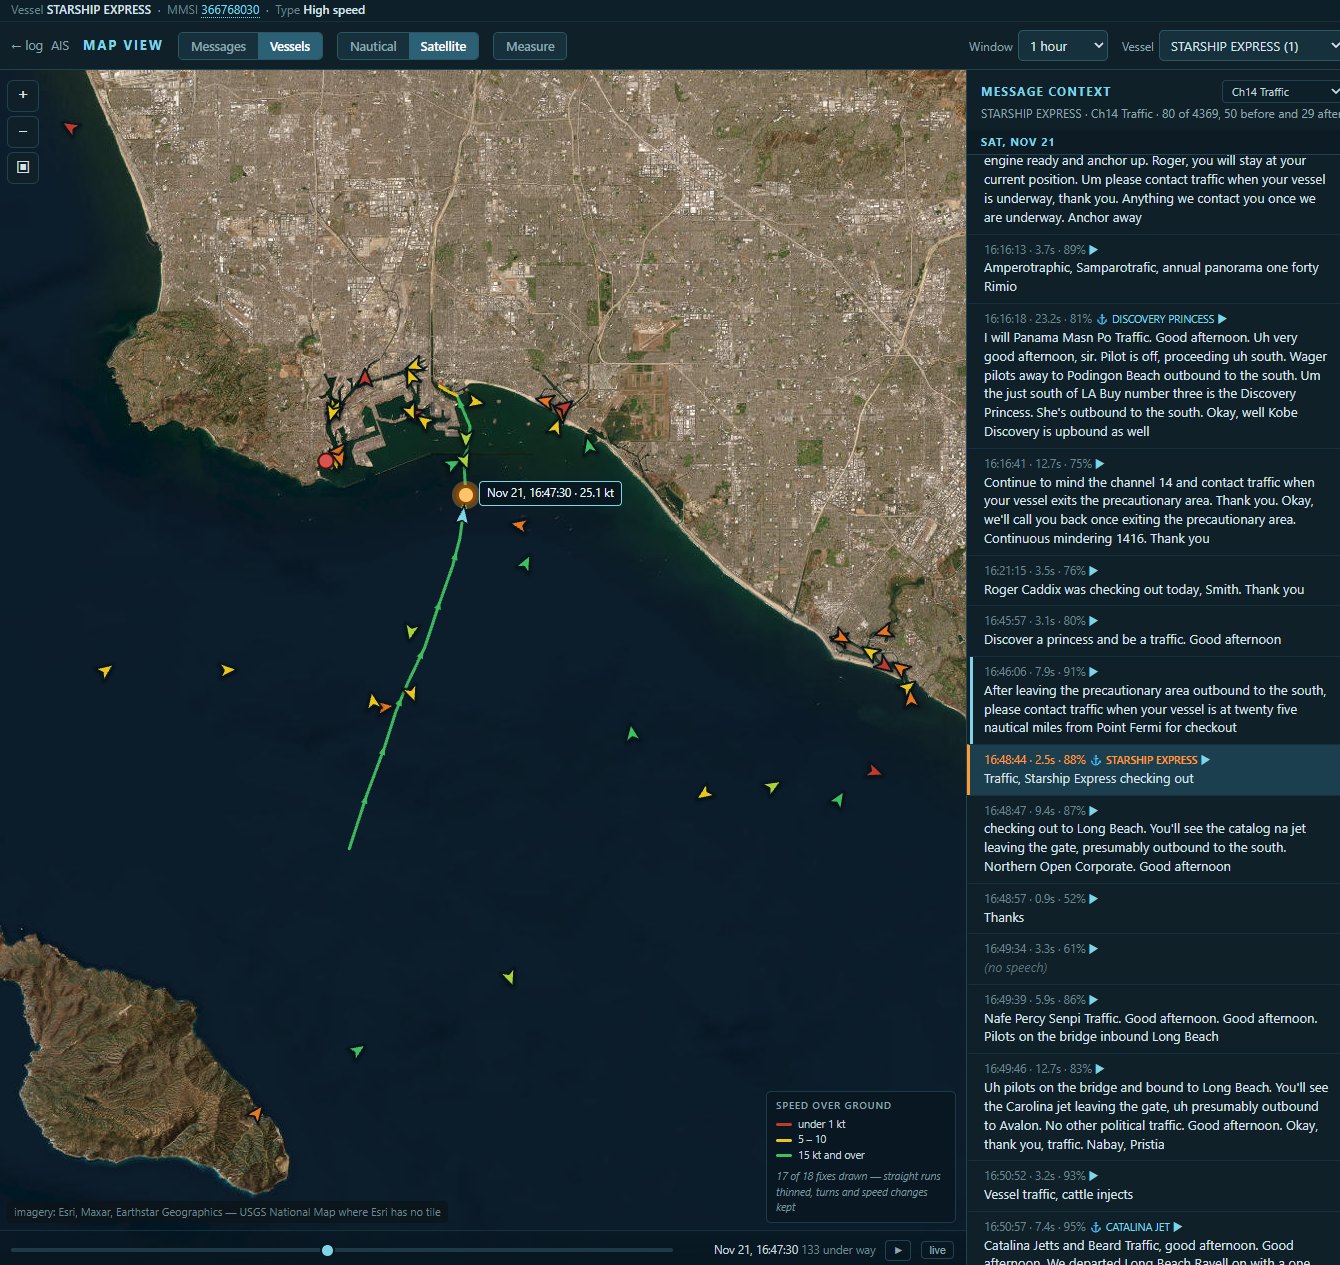 Vessel STARSHIP EXPRESS · MMSI 366768030 · Type High speed
← log AIS MAP VIEW Messages Vessels Nautical Satellite Measure Window 1 hour Vessel STARSHIP EXPRESS (1)
+
−
Nov 21, 16:47:30 · 25.1 kt
SPEED OVER GROUND
under 1 kt
5 – 10
15 kt and over
17 of 18 fixes drawn — straight runs
thinned, turns and speed changes
kept
imagery: Esri, Maxar, Earthstar Geographics — USGS National Map where Esri has no tile
Nov 21, 16:47:30 133 under way ▶ live
MESSAGE CONTEXT Ch14 Traffic
STARSHIP EXPRESS · Ch14 Traffic · 80 of 4369, 50 before and 29 after
SAT, NOV 21
engine ready and anchor up. Roger, you will stay at your
current position. Um please contact traffic when your vessel
is underway, thank you. Anything we contact you once we
are underway. Anchor away
16:16:13 · 3.7s · 89% ▶
Amperotraphic, Samparotrafic, annual panorama one forty
Rimio
16:16:18 · 23.2s · 81% ⚓ DISCOVERY PRINCESS ▶
I will Panama Masn Po Traffic. Good afternoon. Uh very
good afternoon, sir. Pilot is off, proceeding uh south. Wager
pilots away to Podingon Beach outbound to the south. Um
the just south of LA Buy number three is the Discovery
Princess. She's outbound to the south. Okay, well Kobe
Discovery is upbound as well
16:16:41 · 12.7s · 75% ▶
Continue to mind the channel 14 and contact traffic when
your vessel exits the precautionary area. Thank you. Okay,
we'll call you back once exiting the precautionary area.
Continuous mindering 1416. Thank you
16:21:15 · 3.5s · 76% ▶
Roger Caddix was checking out today, Smith. Thank you
16:45:57 · 3.1s · 80% ▶
Discover a princess and be a traffic. Good afternoon
16:46:06 · 7.9s · 91% ▶
After leaving the precautionary area outbound to the south,
please contact traffic when your vessel is at twenty five
nautical miles from Point Fermi for checkout
16:48:44 · 2.5s · 88% ⚓ STARSHIP EXPRESS ▶
Traffic, Starship Express checking out
16:48:47 · 9.4s · 87% ▶
checking out to Long Beach. You'll see the catalog na jet
leaving the gate, presumably outbound to the south.
Northern Open Corporate. Good afternoon
16:48:57 · 0.9s · 52% ▶
Thanks
16:49:34 · 3.3s · 61% ▶
(no speech)
16:49:39 · 5.9s · 86% ▶
Nafe Percy Senpi Traffic. Good afternoon. Good afternoon.
Pilots on the bridge inbound Long Beach
16:49:46 · 12.7s · 83% ▶
Uh pilots on the bridge and bound to Long Beach. You'll see
the Carolina jet leaving the gate, uh presumably outbound
to Avalon. No other political traffic. Good afternoon. Okay,
thank you, traffic. Nabay, Pristia
16:50:52 · 3.2s · 93% ▶
Vessel traffic, cattle injects
16:50:57 · 7.4s · 95% ⚓ CATALINA JET ▶
Catalina Jetts and Beard Traffic, good afternoon. Good
afternoon. We departed Long Beach Ravell on with a one